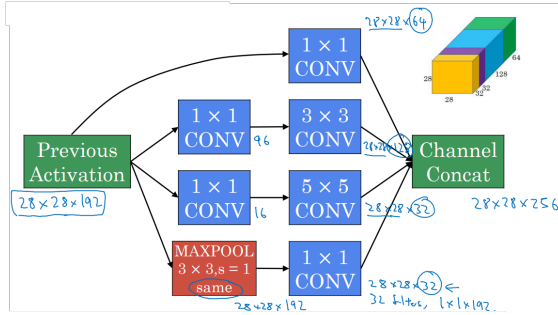 28×28×64
1 × 1
CONV
64
28
128
32
28
32
1 × 1
CONV
96
3 × 3
CONV
28×28×128
Previous
Activation
28×28×192
Channel
Concat
28×28×256
1 × 1
CONV
16
5 × 5
CONV
28×28×32
MAXPOOL
3 × 3,s = 1
same
28×28×192
1 × 1
CONV
28×28×32 ←
32 filters, 1×1×192.